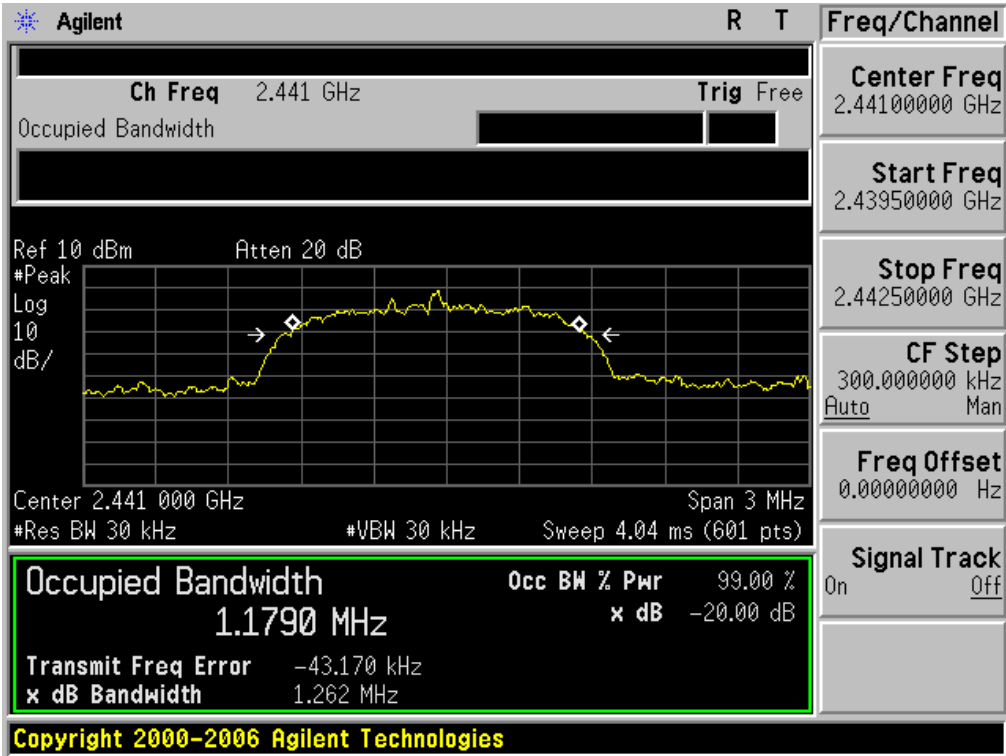 Agilent R T
Ch Freq 2.441 GHz Trig Free
Occupied Bandwidth
Ref 10 dBm Atten 20 dB
#Peak
Log
10
dB/
Center 2.441 000 GHz Span 3 MHz
#Res BW 30 kHz #VBW 30 kHz Sweep 4.04 ms (601 pts)
Occupied Bandwidth Occ BW % Pwr 99.00 %
1.1790 MHz x dB -20.00 dB
Transmit Freq Error -43.170 kHz
x dB Bandwidth 1.262 MHz
Copyright 2000-2006 Agilent Technologies
Freq/Channel
Center Freq
2.44100000 GHz
Start Freq
2.43950000 GHz
Stop Freq
2.44250000 GHz
CF Step
300.000000 kHz
Auto Man
Freq Offset
0.00000000 Hz
Signal Track
On Off